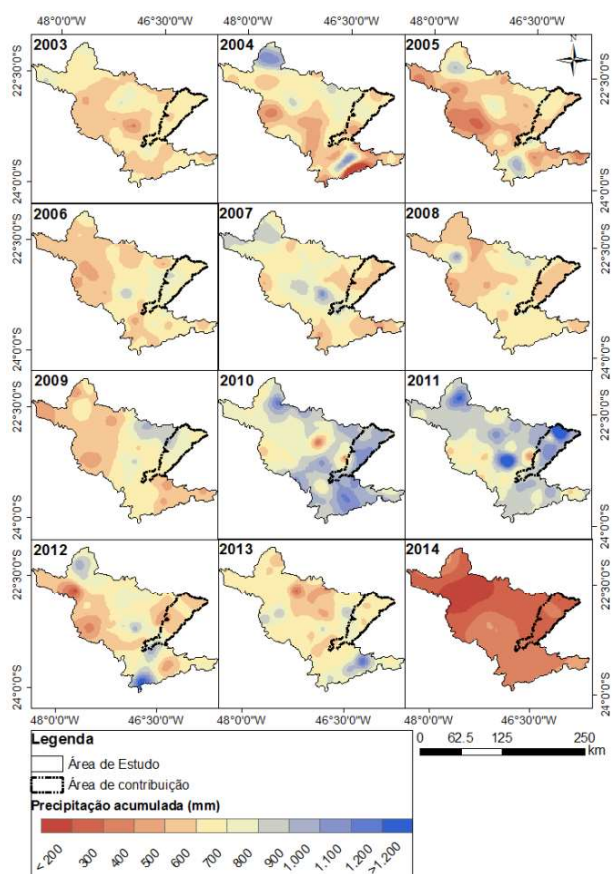 48°0'0"W 46°30'0"W 48°0'0"W 46°30'0"W 48°0'0"W 46°30'0"W
2003 2004 2005
22°30'0"S 22°30'0"S
24°0'0"S 24°0'0"S
2006 2007 2008
22°30'0"S 22°30'0"S
24°0'0"S 24°0'0"S
2009 2010 2011
22°30'0"S 22°30'0"S
24°0'0"S 24°0'0"S
2012 2013 2014
22°30'0"S 22°30'0"S
24°0'0"S 24°0'0"S
48°0'0"W 46°30'0"W 48°0'0"W 46°30'0"W 48°0'0"W 46°30'0"W
Legenda
Área de Estudo
Área de contribuição
Precipitação acumulada (mm)
< 200 300 400 500 600 700 800 900 1.000 1.100 1.200 >1.200
0 62.5 125 250
km